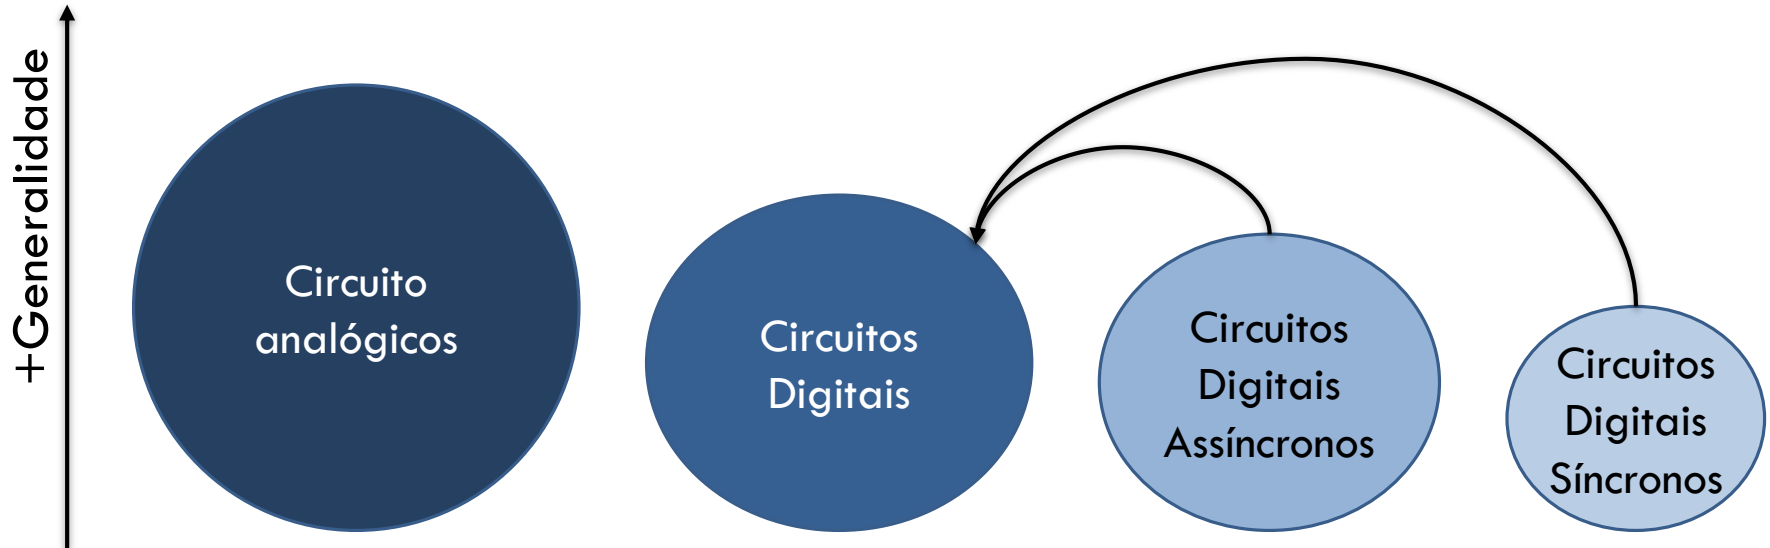 +Generalidade
Circuito
analógicos
Circuitos
Digitais
Circuitos
Digitais
Assíncronos
Circuitos
Digitais
Síncronos